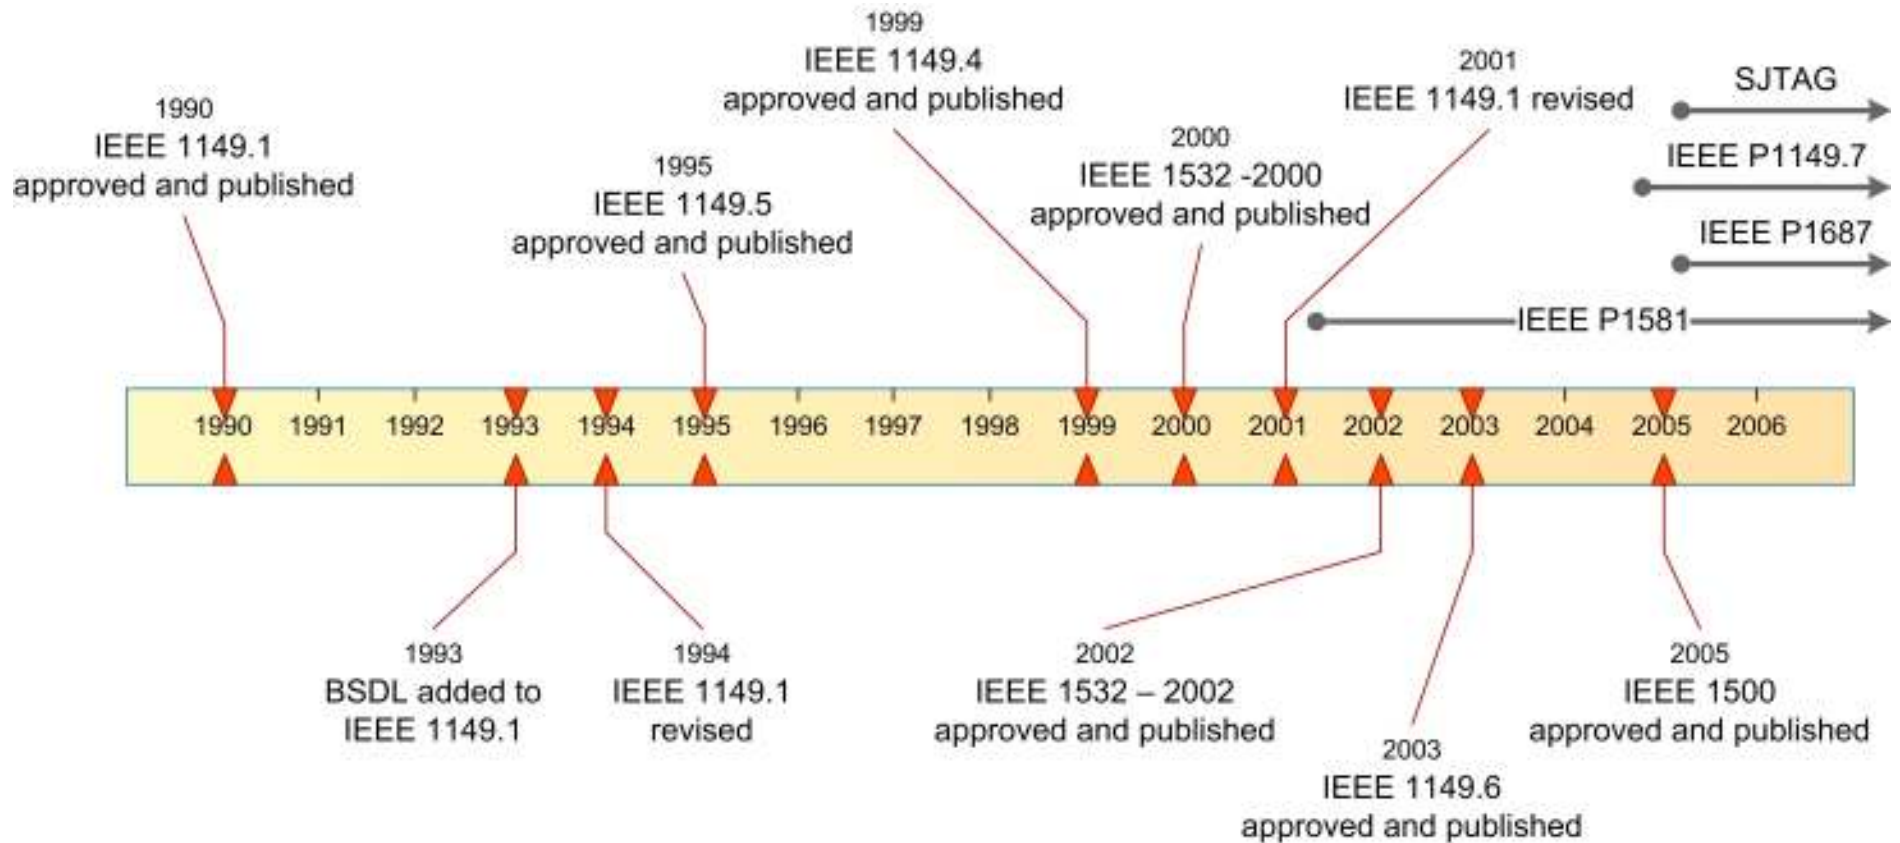 1990
IEEE 1149.1
approved and published
1995
IEEE 1149.5
approved and published
1999
IEEE 1149.4
approved and published
2000
IEEE 1532 -2000
approved and published
2001
IEEE 1149.1 revised
SJTAG
IEEE P1149.7
IEEE P1687
IEEE P1581
1990 1991 1992 1993 1994 1995 1996 1997 1998 1999 2000 2001 2002 2003 2004 2005 2006
1993
BSDL added to
IEEE 1149.1
1994
IEEE 1149.1
revised
2002
IEEE 1532 – 2002
approved and published
2003
IEEE 1149.6
approved and published
2005
IEEE 1500
approved and published